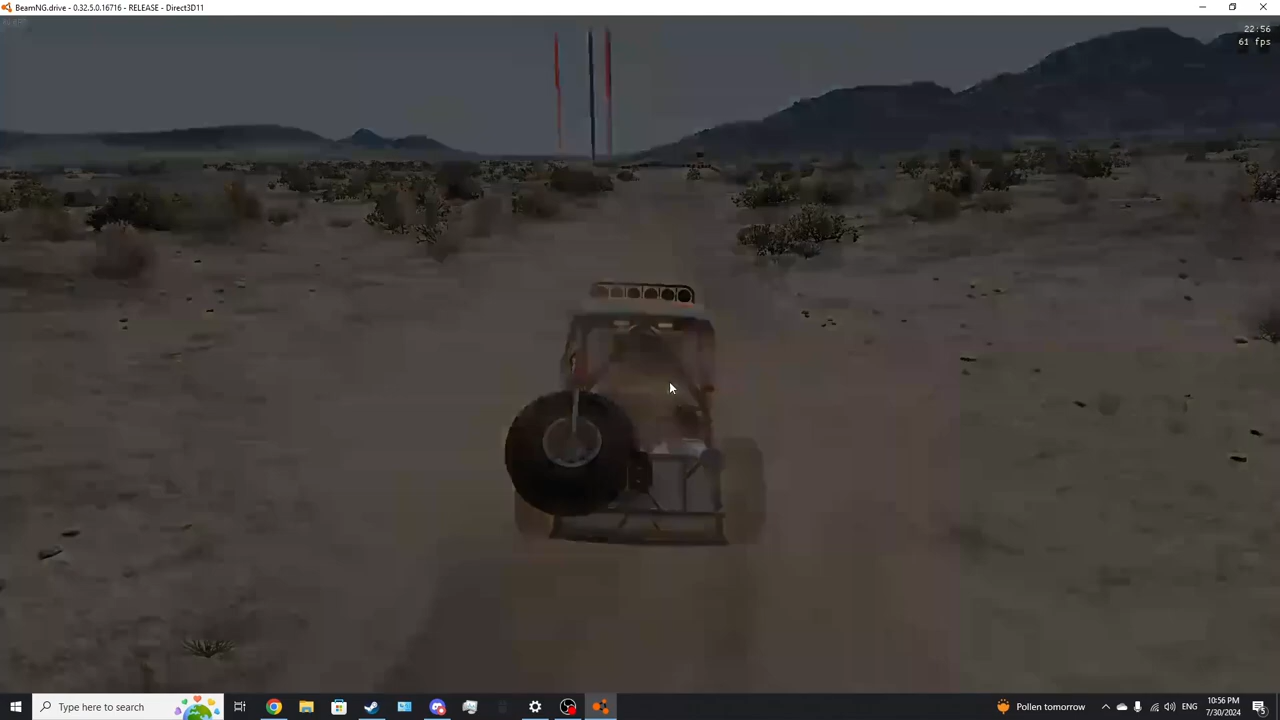 BeamNG.drive - 0.32.5.0.16716 - RELEASE - Direct3D11
22:56
61 fps
Type here to search
Pollen tomorrow
ENG
10:56 PM
7/30/2024